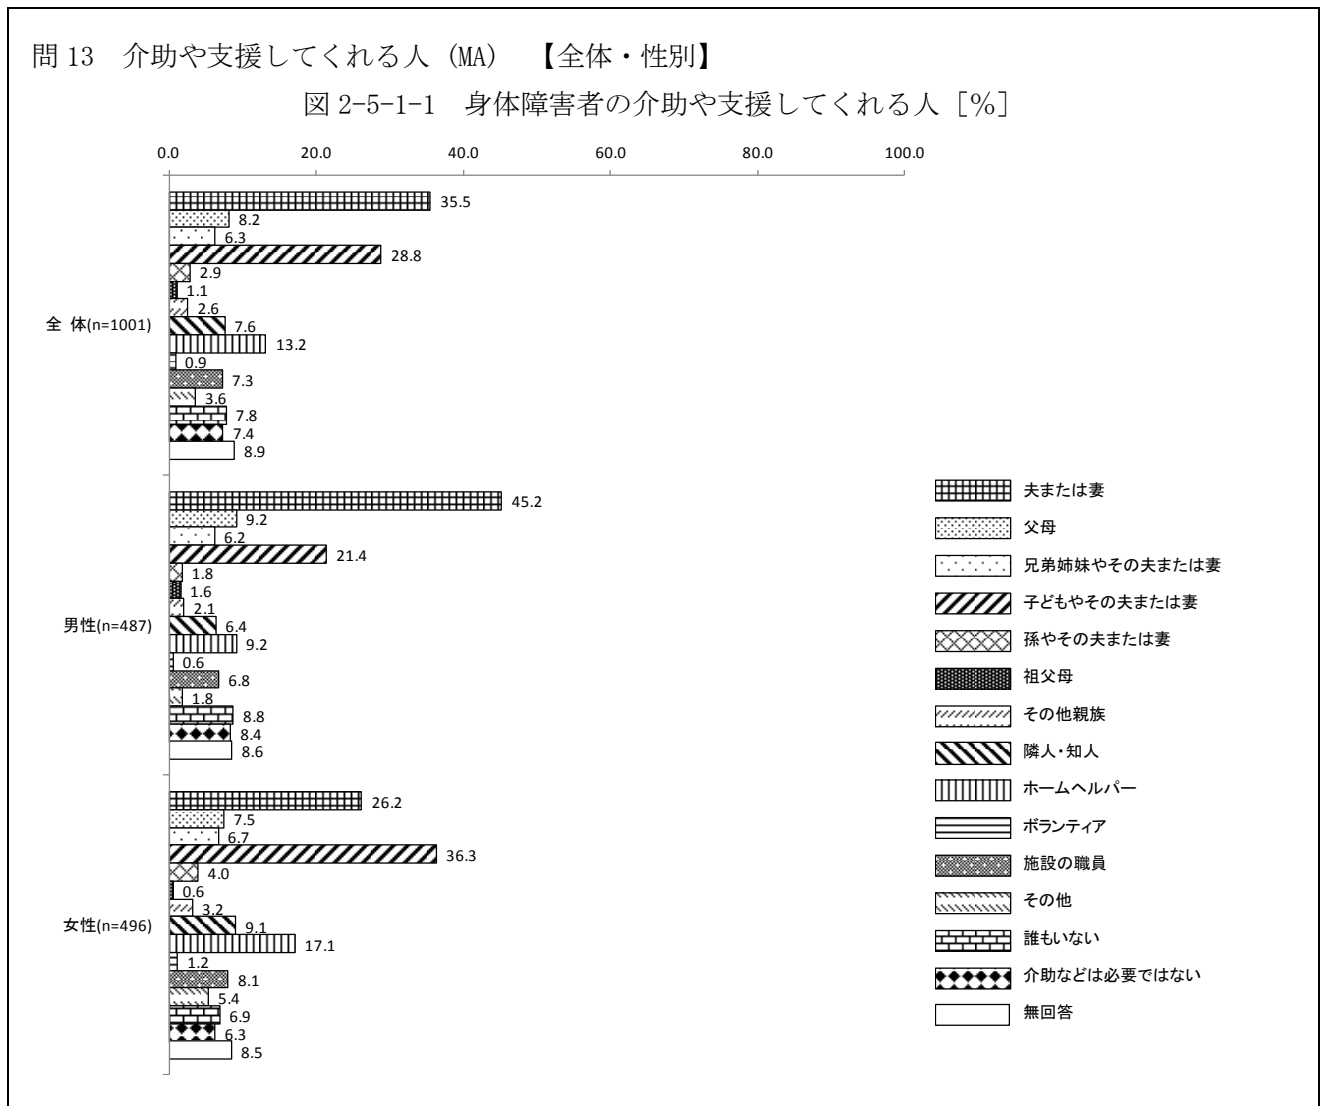 問 13　介助や支援してくれる人 (MA)　【全体・性別】
図 2-5-1-1　身体障害者の介助や支援してくれる人［％］
0.0 20.0 40.0 60.0 80.0 100.0
35.5
8.2
6.3
28.8
2.9
1.1
2.6
全 体(n=1001)
7.6
13.2
0.9
7.3
3.6
7.8
7.4
8.9
45.2
9.2
6.2
21.4
1.8
1.6
2.1
男性(n=487)
6.4
9.2
0.6
6.8
1.8
8.8
8.4
8.6
26.2
7.5
6.7
36.3
4.0
0.6
3.2
女性(n=496)
9.1
17.1
1.2
8.1
5.4
6.9
6.3
8.5
夫または妻
父母
兄弟姉妹やその夫または妻
子どもやその夫または妻
孫やその夫または妻
祖父母
その他親族
隣人・知人
ホームヘルパー
ボランティア
施設の職員
その他
誰もいない
介助などは必要ではない
無回答